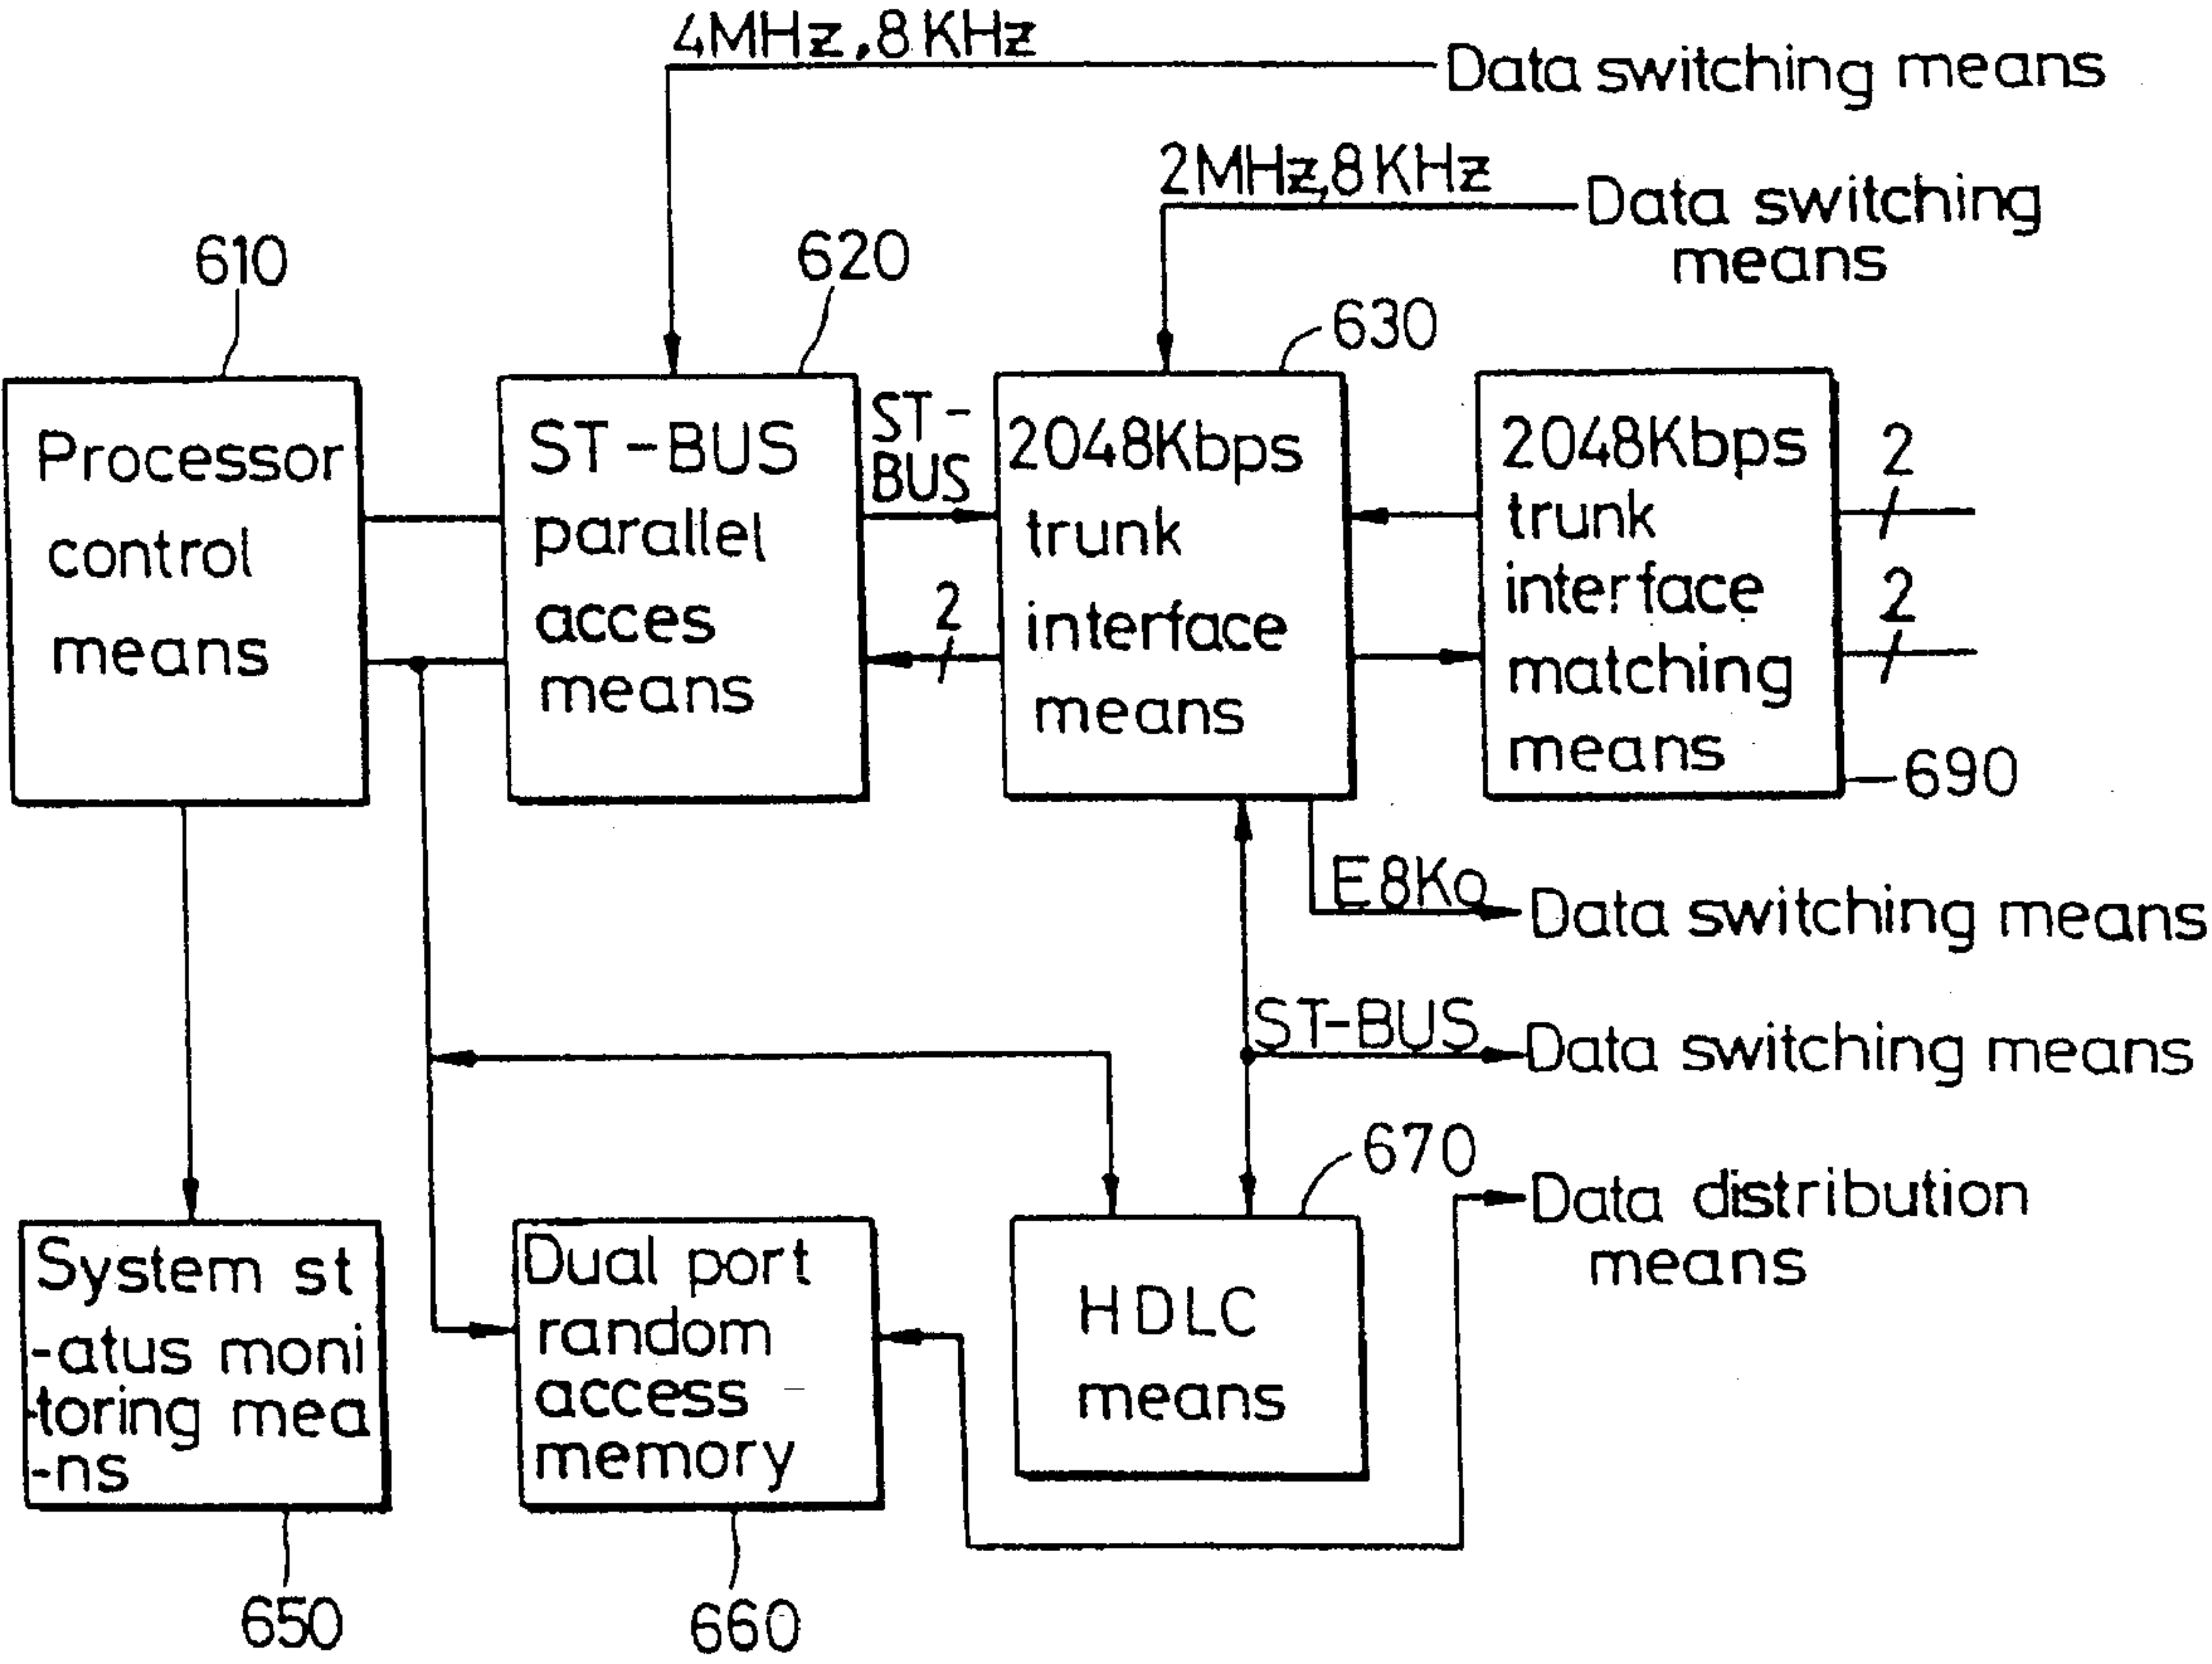 4MHz,8KHz
Data switching means
2MHz,8KHz
Data switching
means
610
620
630
Processor
control
means
ST-BUS
parallel
acces
means
ST-
BUS
2
2048Kbps
trunk
interface
means
2048Kbps
trunk
interface
matching
means
2
2
690
E8Ko
Data switching means
ST-BUS
Data switching means
670
Data distribution
means
System st
-atus moni
-toring mea
-ns
Dual port
random
access
memory
HDLC
means
650
660